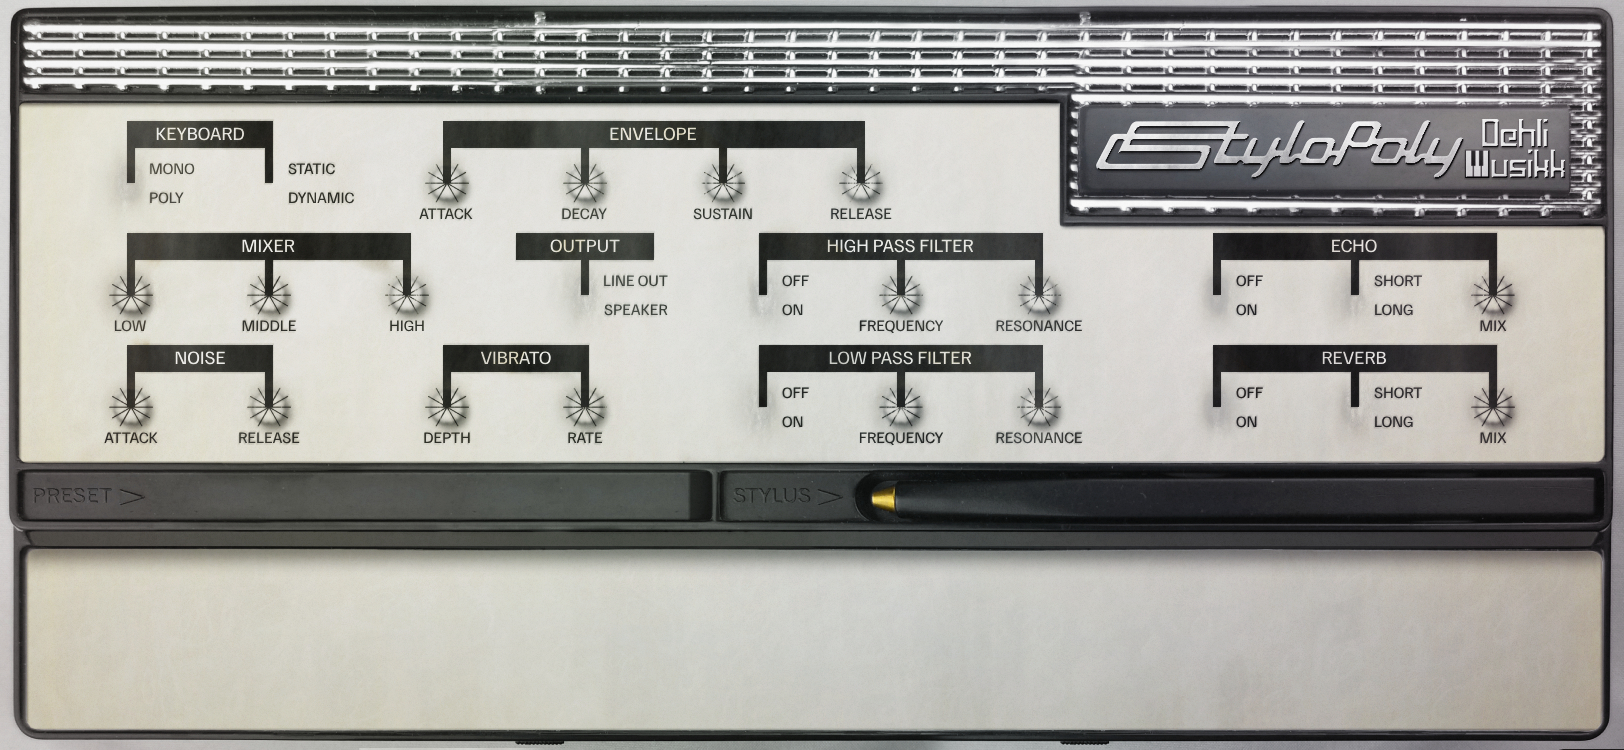 StyloPoly Dehli Musikk
KEYBOARD
MONO
POLY
STATIC
DYNAMIC
ENVELOPE
ATTACK DECAY SUSTAIN RELEASE
MIXER
LOW MIDDLE HIGH
OUTPUT
LINE OUT
SPEAKER
HIGH PASS FILTER
OFF
ON
FREQUENCY RESONANCE
ECHO
OFF
ON
SHORT
LONG
MIX
NOISE
ATTACK RELEASE
VIBRATO
DEPTH RATE
LOW PASS FILTER
OFF
ON
FREQUENCY RESONANCE
REVERB
OFF
ON
SHORT
LONG
MIX
PRESET >
STYLUS >